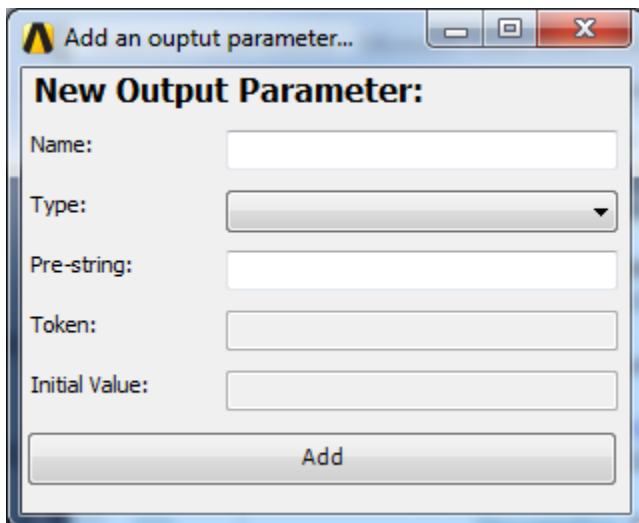 Add an ouptut parameter...
New Output Parameter:
Name:
Type:
Pre-string:
Token:
Initial Value:
Add